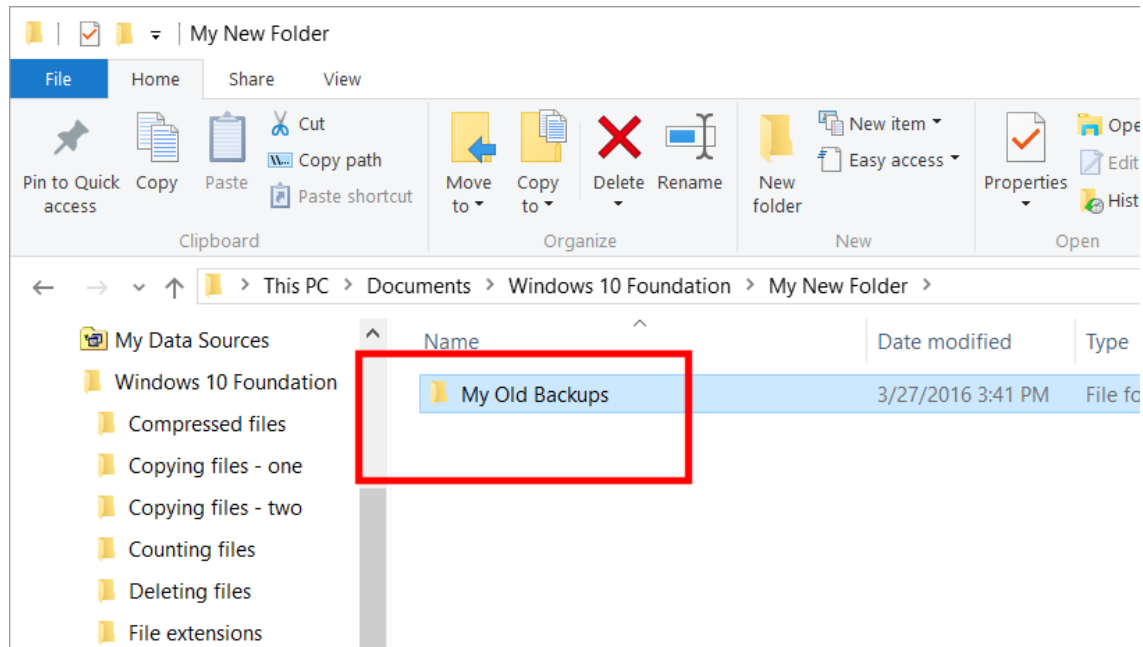 My New Folder
File Home Share View
Pin to Quick access
Copy
Paste
Cut
Copy path
Paste shortcut
Clipboard
Move to
Copy to
Delete
Rename
Organize
New folder
New item
Easy access
New
Properties
Ope
Edit
Hist
Open
This PC > Documents > Windows 10 Foundation > My New Folder >
My Data Sources
Windows 10 Foundation
Compressed files
Copying files - one
Copying files - two
Counting files
Deleting files
File extensions
Name Date modified Type
My Old Backups 3/27/2016 3:41 PM File fo